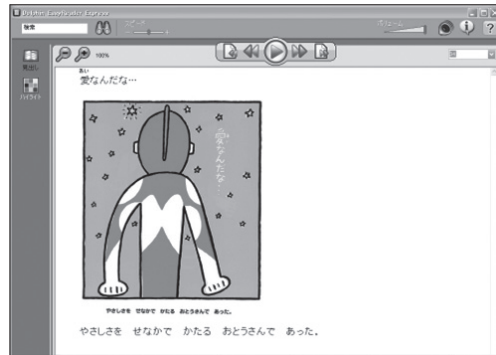 Dolphin EasyReader Express
検索
スピード
ボリューム
見出し
ハイライト
100%
あい
愛なんだな…
愛なんだな…
やさしさを せなかで かたる おとうさんで あった。
やさしさを せなかで かたる おとうさんで あった。